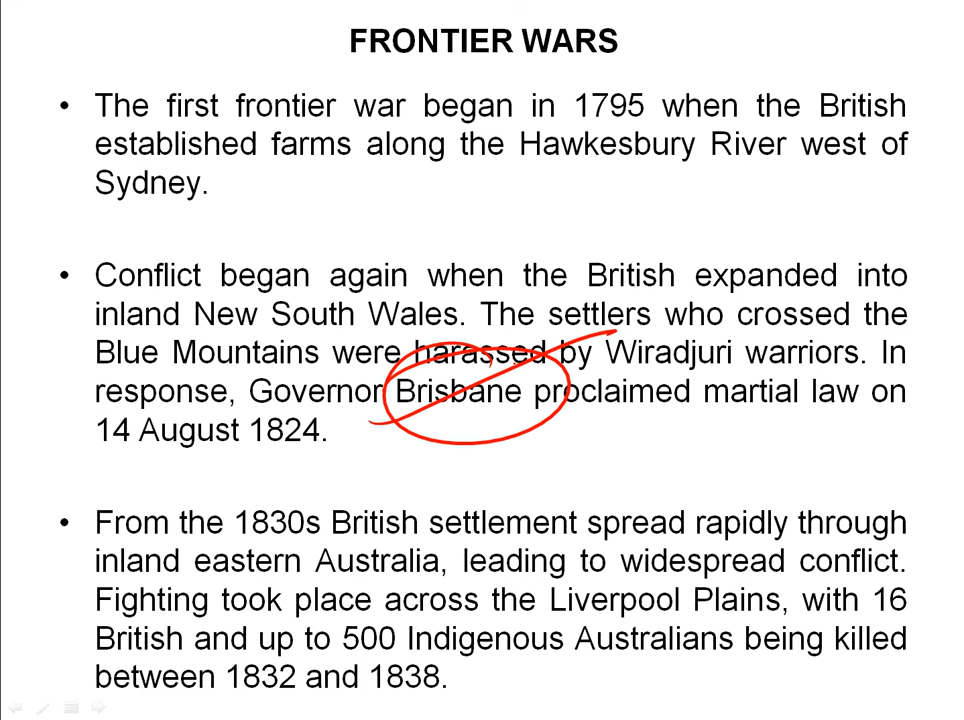 FRONTIER WARS
• The first frontier war began in 1795 when the British
established farms along the Hawkesbury River west of
Sydney.
• Conflict began again when the British expanded into
inland New South Wales. The settlers who crossed the
Blue Mountains were harassed by Wiradjuri warriors. In
response, Governor Brisbane proclaimed martial law on
14 August 1824.
• From the 1830s British settlement spread rapidly through
inland eastern Australia, leading to widespread conflict.
Fighting took place across the Liverpool Plains, with 16
British and up to 500 Indigenous Australians being killed
between 1832 and 1838.